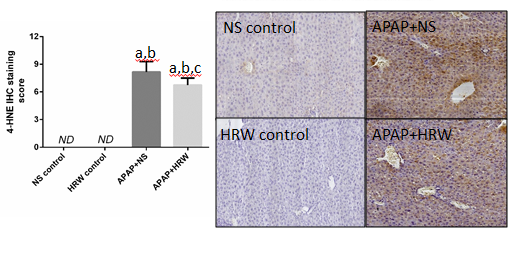 12
9
6
3
0
4-HNE IHC staining
score
a,b
a,b,c
ND
ND
NS control
HRW control
APAP+NS
APAP+HRW
NS control
APAP+NS
HRW control
APAP+HRW